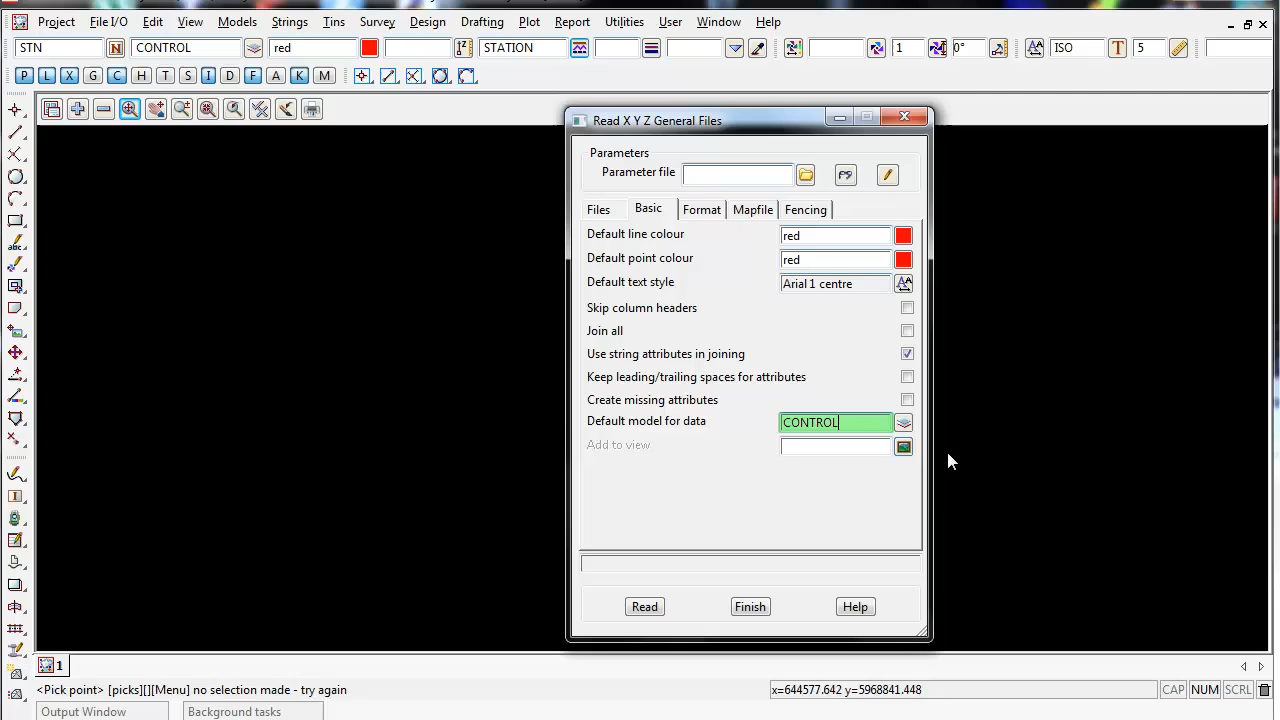 Project File I/O Edit View Models Strings Tins Survey Design Drafting Plot Report Utilities User Window Help
STN N CONTROL red STATION 1 0° ISO T 5
P L X G C H T S I D F A K M
Read X Y Z General Files
Parameters
Parameter file
Files Basic Format Mapfile Fencing
Default line colour red
Default point colour red
Default text style Arial 1 centre
Skip column headers
Join all
Use string attributes in joining
Keep leading/trailing spaces for attributes
Create missing attributes
Default model for data CONTROL
Add to view
Read Finish Help
1
<Pick point> [picks][][Menu] no selection made - try again x=644577.642 y=5968841.448 CAP NUM SCRL
Output Window Background tasks